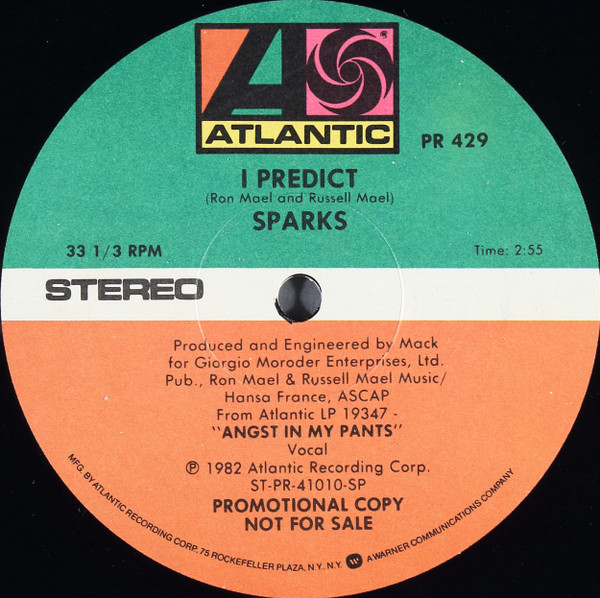 ATLANTIC
PR 429
I PREDICT
(Ron Mael and Russell Mael)
SPARKS
33 1/3 RPM
Time: 2:55
STEREO
Produced and Engineered by Mack
for Giorgio Moroder Enterprises, Ltd.
Pub., Ron Mael & Russell Mael Music/
Hansa France, ASCAP
From Atlantic LP 19347 -
"ANGST IN MY PANTS"
Vocal
℗ 1982 Atlantic Recording Corp.
ST-PR-41010-SP
PROMOTIONAL COPY
NOT FOR SALE
MFG. BY ATLANTIC RECORDING CORP., 75 ROCKEFELLER PLAZA, N.Y. N.Y. W A WARNER COMMUNICATIONS COMPANY